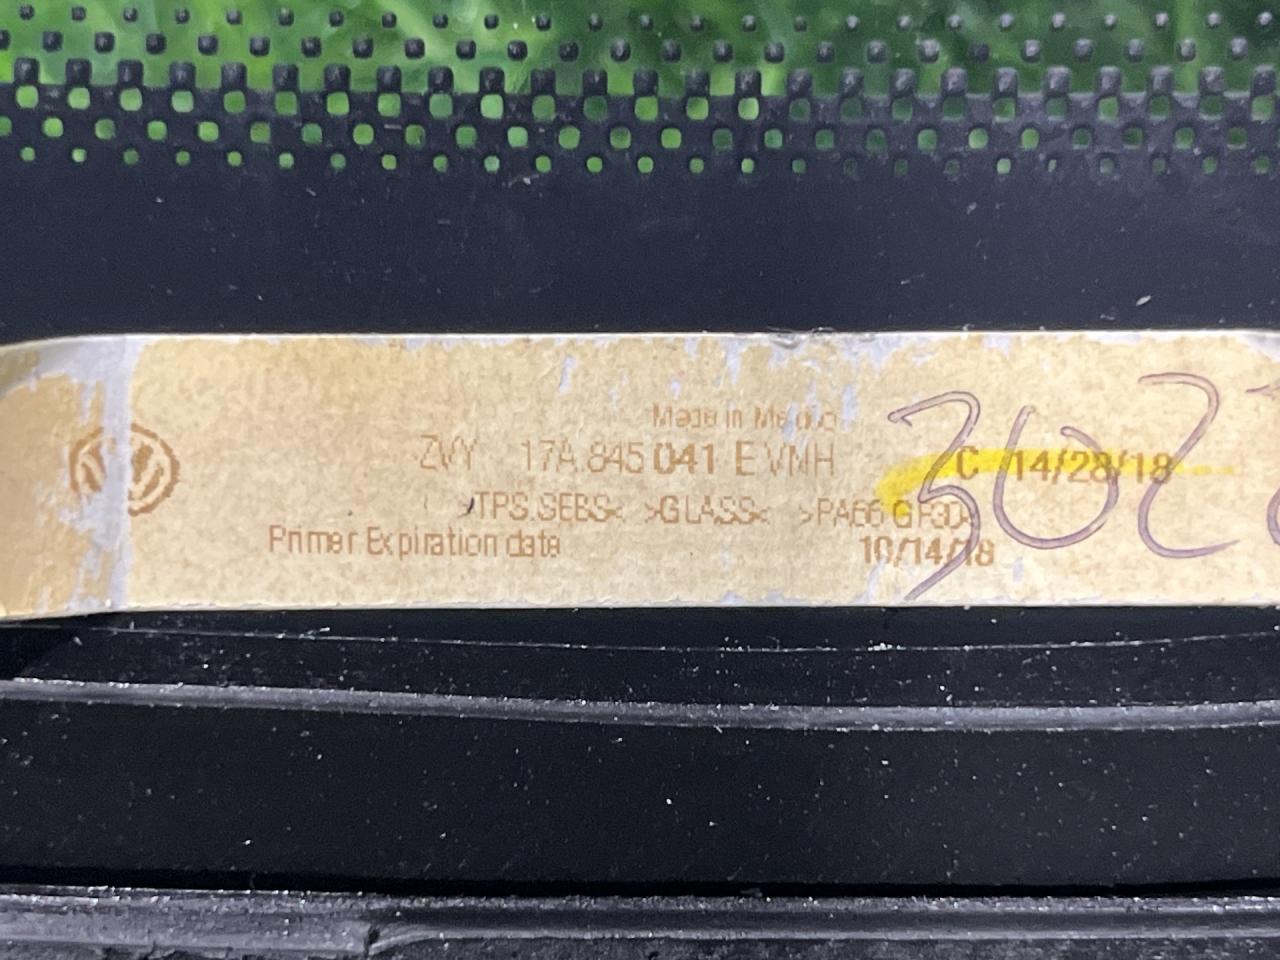 Made in Mexico
ZVY 17A.845 041 E VNH C 14/28/18
>TPS.SEBS< >GLASS< >PA66 GF30<
Primer Expiration date 10/14/18